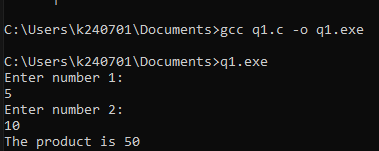 C:\Users\k240701\Documents>gcc q1.c -o q1.exe
C:\Users\k240701\Documents>q1.exe
Enter number 1:
5
Enter number 2:
10
The product is 50